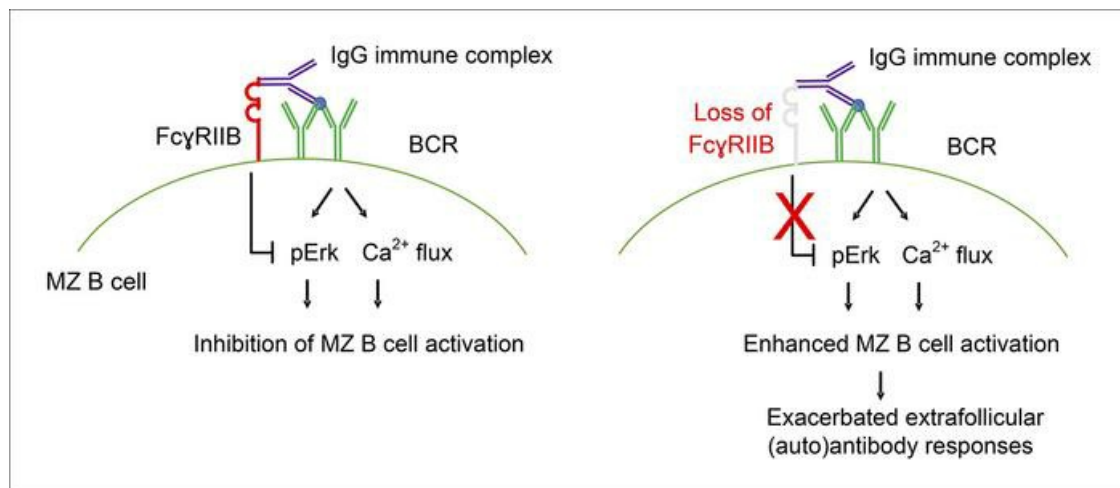 IgG immune complex
FcɣRIIB
BCR
pErk
Ca²⁺ flux
MZ B cell
Inhibition of MZ B cell activation
IgG immune complex
Loss of
FcɣRIIB
BCR
X
pErk
Ca²⁺ flux
Enhanced MZ B cell activation
Exacerbated extrafollicular
(auto)antibody responses